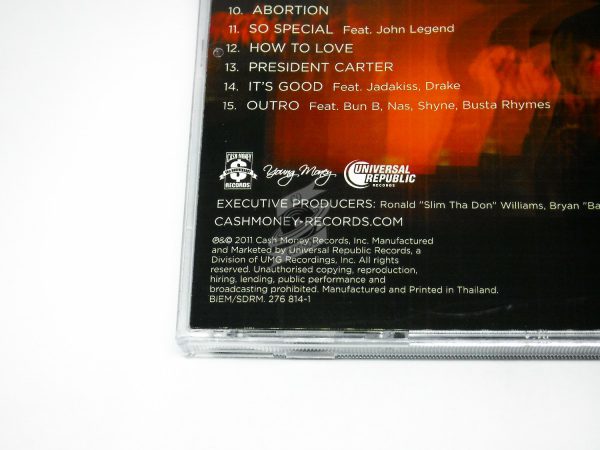 10. ABORTION
11. SO SPECIAL Feat. John Legend
12. HOW TO LOVE
13. PRESIDENT CARTER
14. IT'S GOOD Feat. Jadakiss, Drake
15. OUTRO Feat. Bun B, Nas, Shyne, Busta Rhymes
CASH MONEY
RECORDS
Young Money
UNIVERSAL
REPUBLIC
RECORDS
EXECUTIVE PRODUCERS: Ronald "Slim Tha Don" Williams, Bryan "Ba
CASHMONEY-RECORDS.COM
℗&© 2011 Cash Money Records, Inc. Manufactured
and Marketed by Universal Republic Records, a
Division of UMG Recordings, Inc. All rights
reserved. Unauthorised copying, reproduction,
hiring, lending, public performance and
broadcasting prohibited. Manufactured and Printed in Thailand.
BIEM/SDRM. 276 814-1